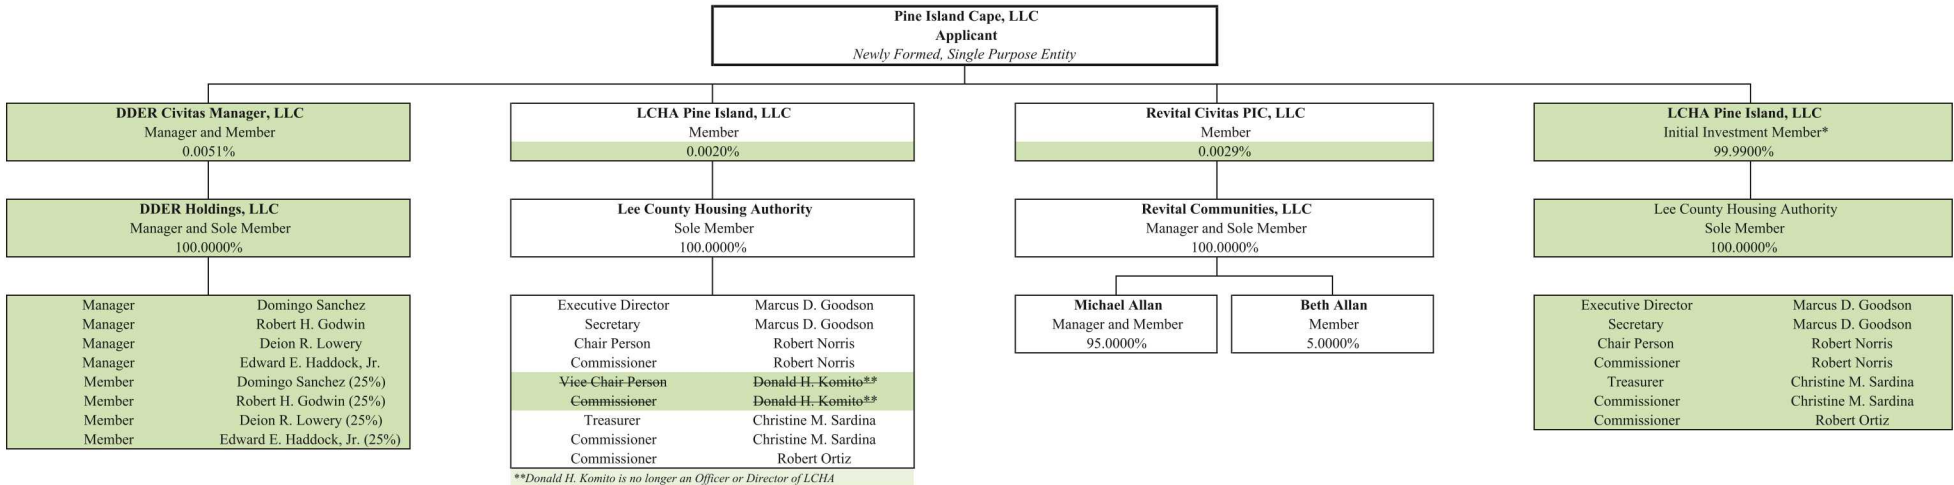 Pine Island Cape, LLC
Applicant
Newly Formed, Single Purpose Entity
DDER Civitas Manager, LLC
Manager and Member
0.0051%
LCHA Pine Island, LLC
Member
0.0020%
Revital Civitas PIC, LLC
Member
0.0029%
LCHA Pine Island, LLC
Initial Investment Member*
99.9900%
DDER Holdings, LLC
Manager and Sole Member
100.0000%
Lee County Housing Authority
Sole Member
100.0000%
Revital Communities, LLC
Manager and Sole Member
100.0000%
Lee County Housing Authority
Sole Member
100.0000%
Manager Domingo Sanchez
Manager Robert H. Godwin
Manager Deion R. Lowery
Manager Edward E. Haddock, Jr.
Member Domingo Sanchez (25%)
Member Robert H. Godwin (25%)
Member Deion R. Lowery (25%)
Member Edward E. Haddock, Jr. (25%)
Executive Director Marcus D. Goodson
Secretary Marcus D. Goodson
Chair Person Robert Norris
Commissioner Robert Norris
Vice Chair Person Donald H. Komito**
Commissioner Donald H. Komito**
Treasurer Christine M. Sardina
Commissioner Christine M. Sardina
Commissioner Robert Ortiz
**Donald H. Komito is no longer an Officer or Director of LCHA
Michael Allan
Manager and Member
95.0000%
Beth Allan
Member
5.0000%
Executive Director Marcus D. Goodson
Secretary Marcus D. Goodson
Chair Person Robert Norris
Commissioner Robert Norris
Treasurer Christine M. Sardina
Commissioner Christine M. Sardina
Commissioner Robert Ortiz